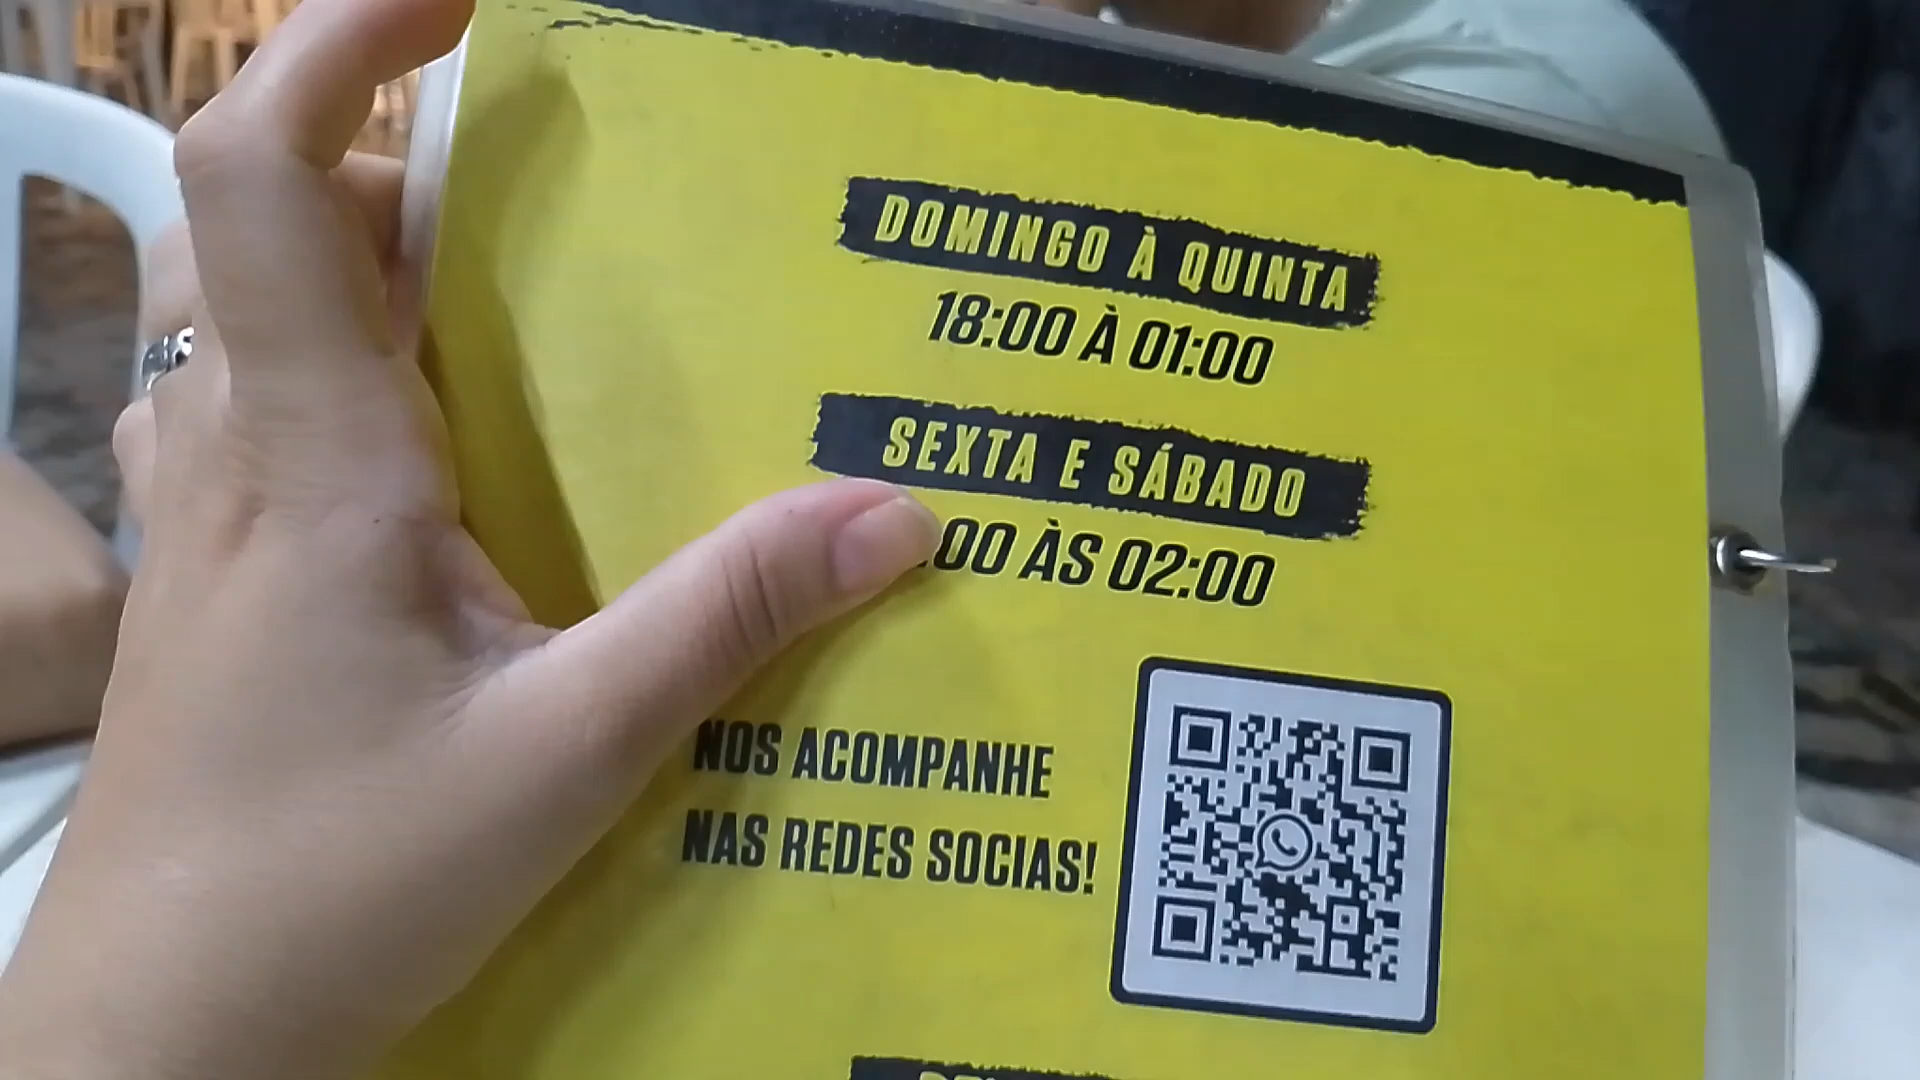 DOMINGO À QUINTA
18:00 À 01:00
SEXTA E SÁBADO
:00 ÀS 02:00
NOS ACOMPANHE
NAS REDES SOCIAS!